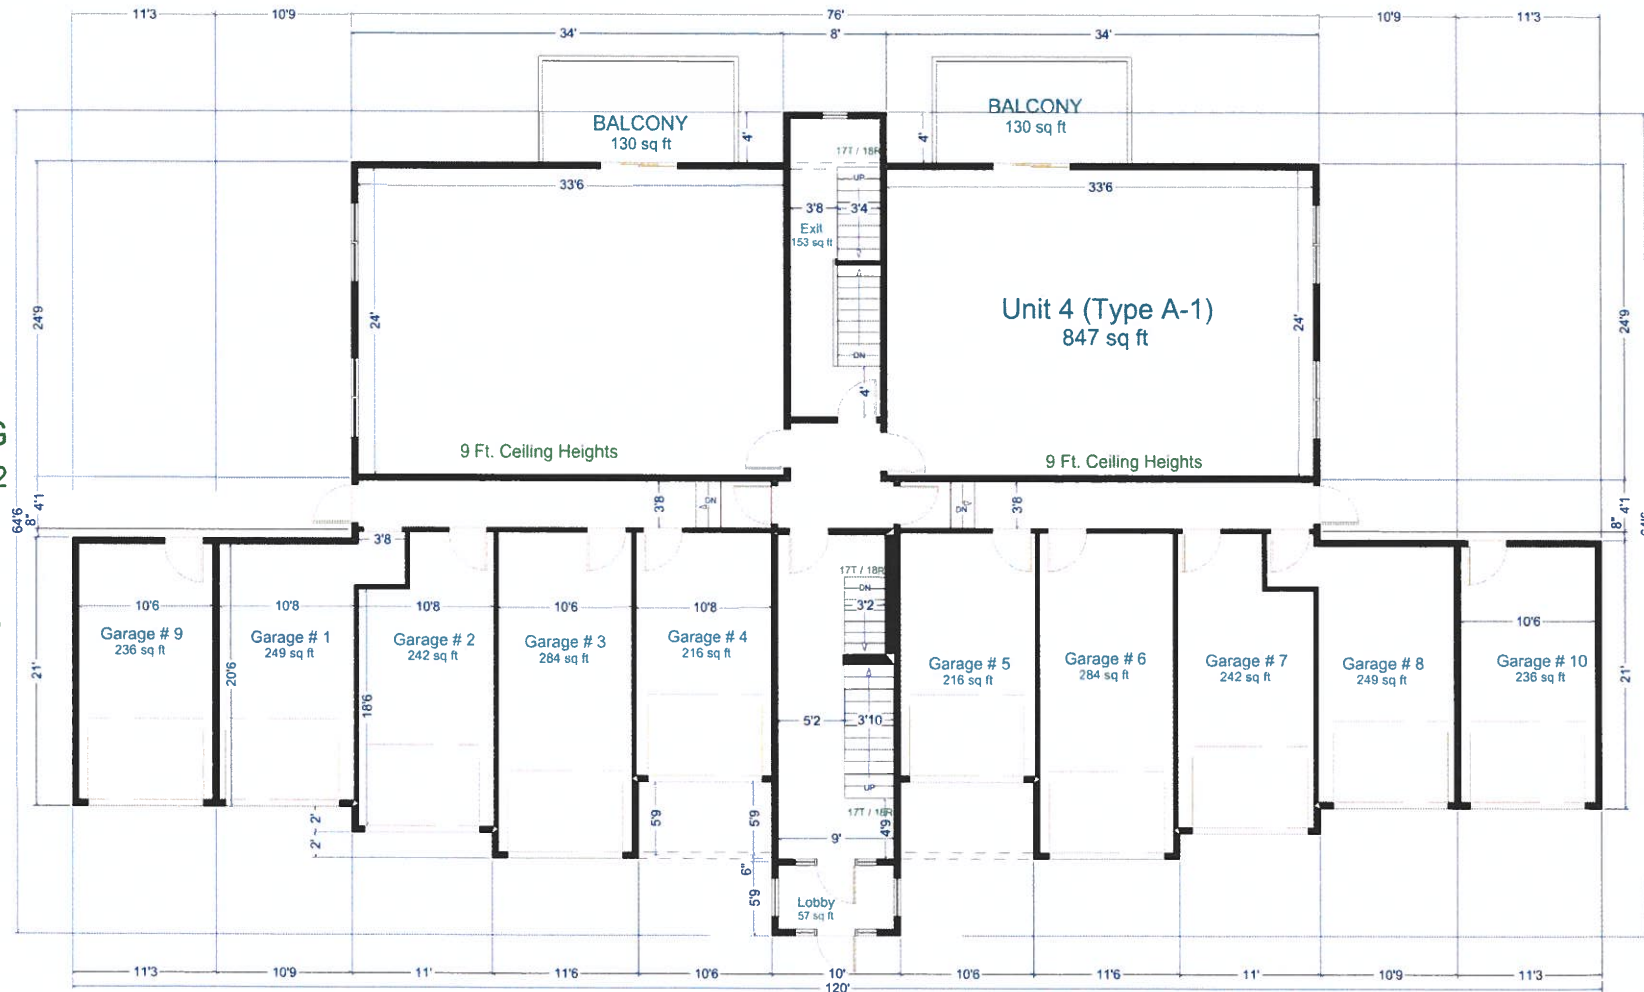 11'3 10'9 76' 10'9 11'3
34' 8' 34'
BALCONY
130 sq ft
BALCONY
130 sq ft
4' 4'
17T / 18R
UP
33'6 33'6
3'8 3'4
Exit
153 sq ft
24'9 24' 24' 24'9
Unit 4 (Type A-1)
847 sq ft
DN
4'
9 Ft. Ceiling Heights
9 Ft. Ceiling Heights
64'6
8" 4'1
3'8 DN DN 3'8
8" 4'1
3'8
17T / 18R
DN
3'2
10'6 10'8 10'8 10'6 10'8 10'6
Garage # 9
236 sq ft
Garage # 1
249 sq ft
Garage # 2
242 sq ft
Garage # 3
284 sq ft
Garage # 4
216 sq ft
Garage # 5
216 sq ft
Garage # 6
284 sq ft
Garage # 7
242 sq ft
Garage # 8
249 sq ft
Garage # 10
236 sq ft
21' 20'6 18'6 21'
5'2 3'10
UP
17T / 18R
2' 2' 5'9 5'9 4'9
9'
6"
5'9
Lobby
57 sq ft
11'3 10'9 11' 11'6 10'6 10' 10'6 11'6 11' 10'9 11'3
120'